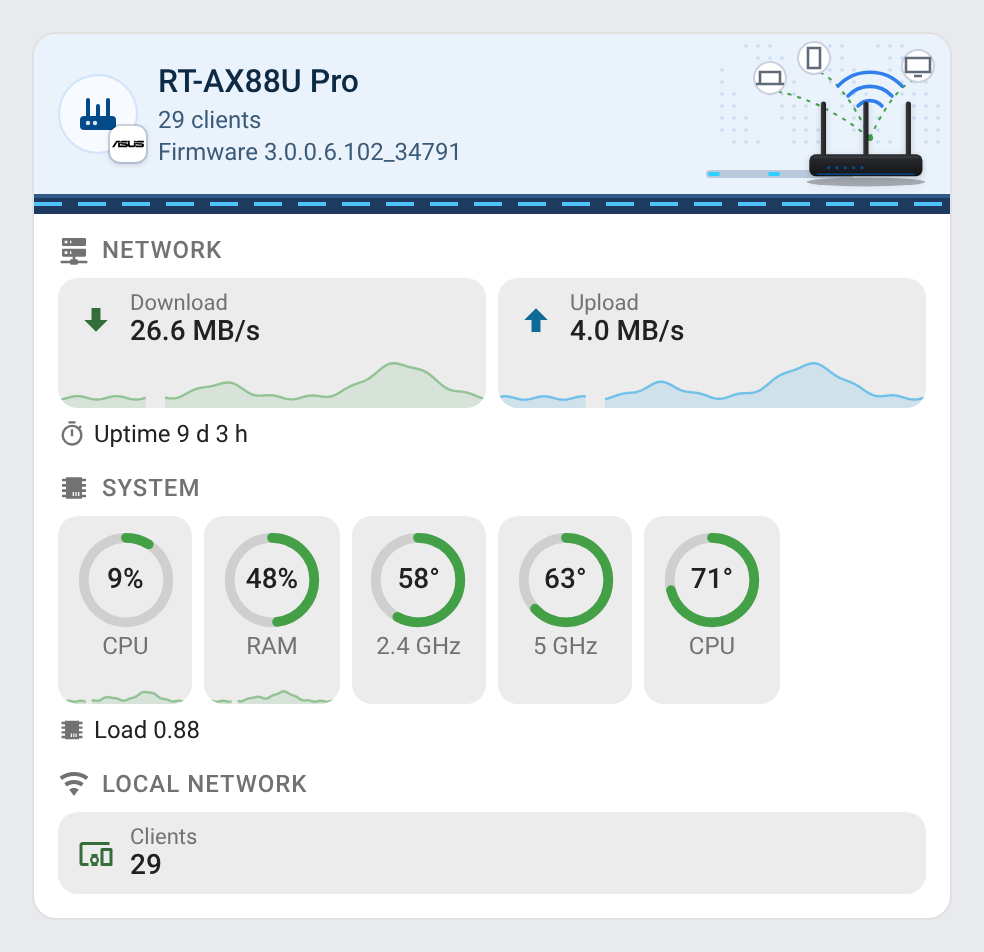 RT-AX88U Pro
29 clients
Firmware 3.0.0.6.102_34791
ASUS
NETWORK
Download
26.6 MB/s
Upload
4.0 MB/s
Uptime 9 d 3 h
SYSTEM
9%
CPU
48%
RAM
58°
2.4 GHz
63°
5 GHz
71°
CPU
Load 0.88
LOCAL NETWORK
Clients
29